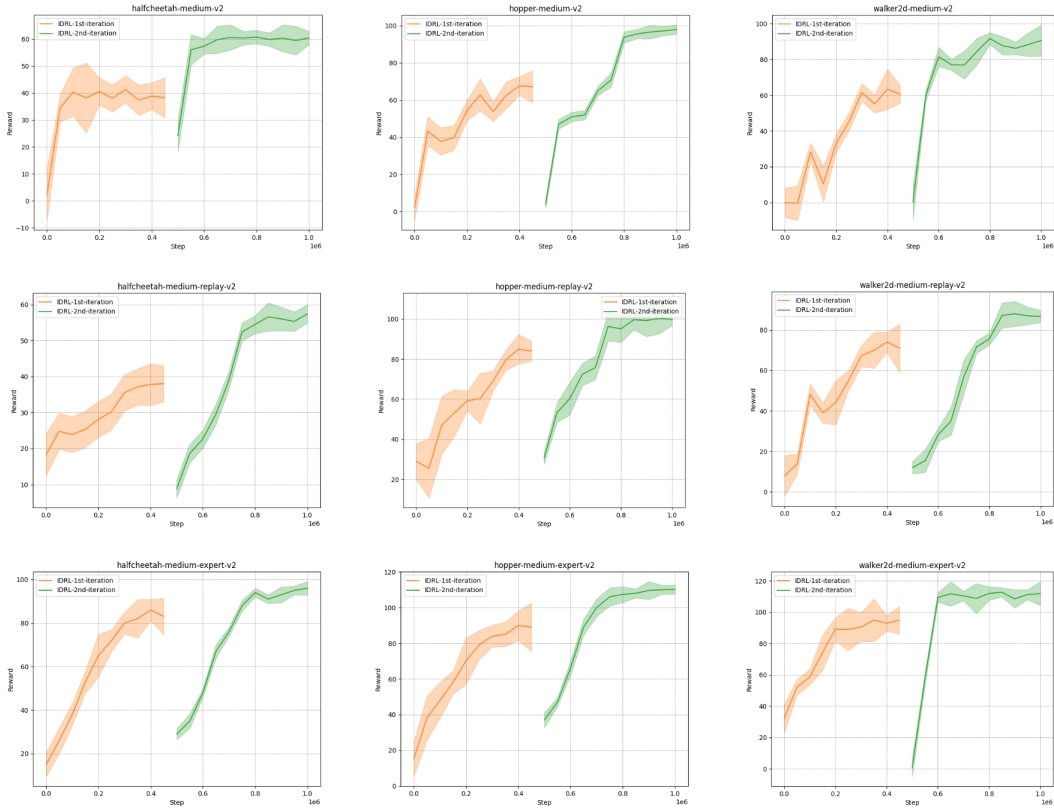 halfcheetah-medium-v2
IDRL-1st-iteration
IDRL-2nd-iteration
Reward
60
50
40
30
20
10
0
−10
0.0
0.2
0.4
0.6
0.8
1.0
Step
1e6
hopper-medium-v2
IDRL-1st-iteration
IDRL-2nd-iteration
Reward
100
80
60
40
20
0
0.0
0.2
0.4
0.6
0.8
1.0
Step
1e6
walker2d-medium-v2
IDRL-1st-iteration
IDRL-2nd-iteration
Reward
100
80
60
40
20
0
0.0
0.2
0.4
0.6
0.8
1.0
Step
1e6
halfcheetah-medium-replay-v2
IDRL-1st-iteration
IDRL-2nd-iteration
Reward
60
50
40
30
20
10
0.0
0.2
0.4
0.6
0.8
1.0
Step
1e6
hopper-medium-replay-v2
IDRL-1st-iteration
IDRL-2nd-iteration
Reward
100
80
60
40
20
0.0
0.2
0.4
0.6
0.8
1.0
Step
1e6
walker2d-medium-replay-v2
IDRL-1st-iteration
IDRL-2nd-iteration
Reward
80
60
40
20
0
0.0
0.2
0.4
0.6
0.8
1.0
Step
1e6
halfcheetah-medium-expert-v2
IDRL-1st-iteration
IDRL-2nd-iteration
Reward
100
80
60
40
20
0.0
0.2
0.4
0.6
0.8
1.0
Step
1e6
hopper-medium-expert-v2
IDRL-1st-iteration
IDRL-2nd-iteration
Reward
120
100
80
60
40
20
0
0.0
0.2
0.4
0.6
0.8
1.0
Step
1e6
walker2d-medium-expert-v2
IDRL-1st-iteration
IDRL-2nd-iteration
Reward
120
100
80
60
40
20
0
0.0
0.2
0.4
0.6
0.8
1.0
Step
1e6